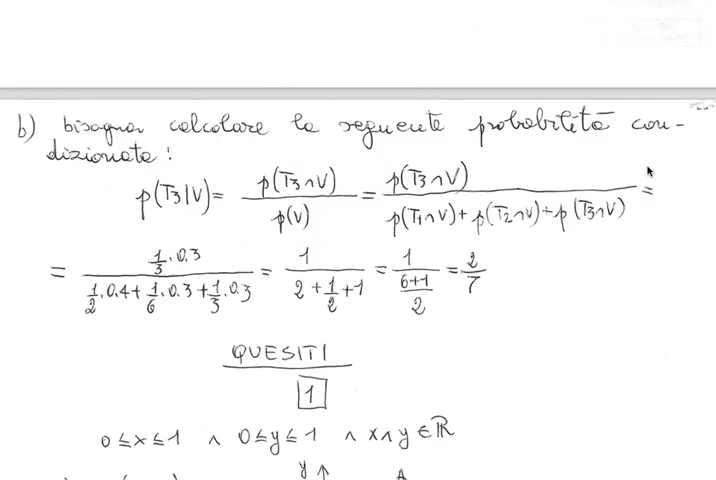 b) bisogna calcolare la seguente probabilità con-
dizionata:
p(T3|V) = p(T3∩V) / p(V) = p(T3∩V) / (p(T1∩V) + p(T2∩V) + p(T3∩V)) =
= (1/3 · 0.3) / (1/2 · 0.4 + 1/6 · 0.3 + 1/3 · 0.3) = 1 / (2 + 1/2 + 1) = 1 / ((6+1)/2) = 2/7
QUESITI
1
0≤x≤1 ∧ 0≤y≤1 ∧ x∧y∈ℝ
y